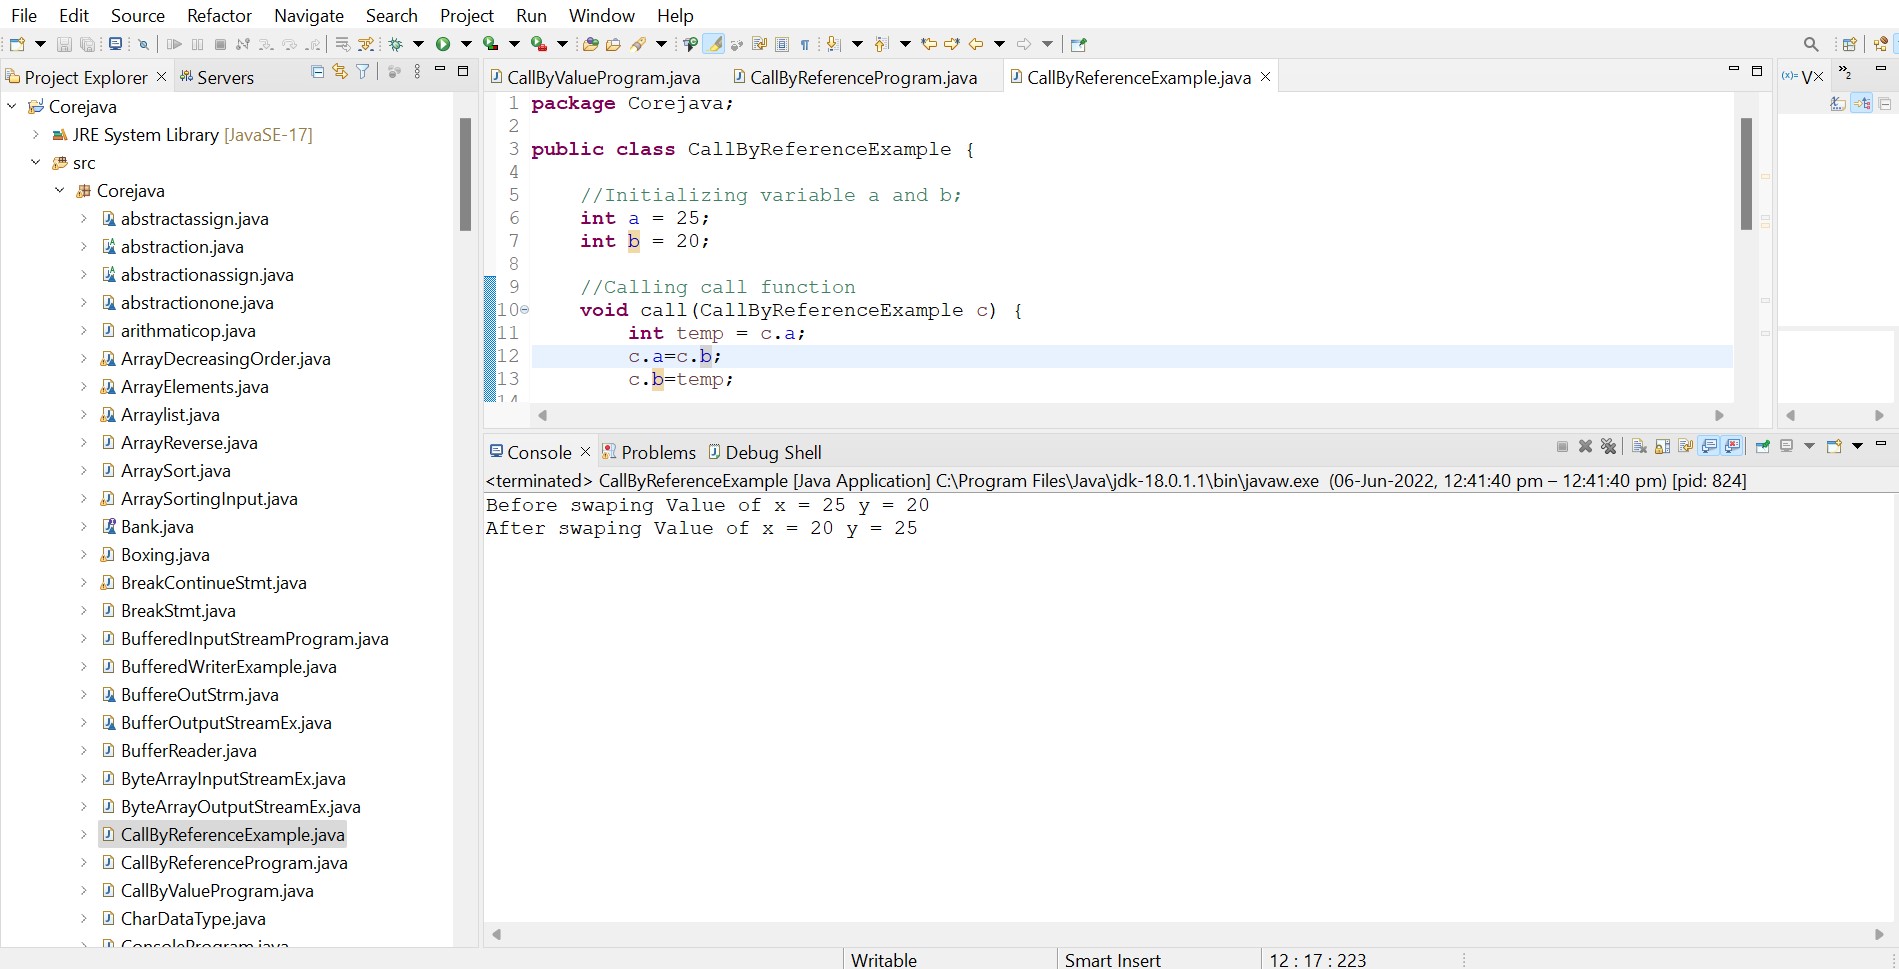 File Edit Source Refactor Navigate Search Project Run Window Help
Project Explorer Servers
Corejava
JRE System Library [JavaSE-17]
src
Corejava
abstractassign.java
abstraction.java
abstractionassign.java
abstractionone.java
arithmaticop.java
ArrayDecreasingOrder.java
ArrayElements.java
Arraylist.java
ArrayReverse.java
ArraySort.java
ArraySortingInput.java
Bank.java
Boxing.java
BreakContinueStmt.java
BreakStmt.java
BufferedInputStreamProgram.java
BufferedWriterExample.java
BuffereOutStrm.java
BufferOutputStreamEx.java
BufferReader.java
ByteArrayInputStreamEx.java
ByteArrayOutputStreamEx.java
CallByReferenceExample.java
CallByReferenceProgram.java
CallByValueProgram.java
CharDataType.java
ConsoleProgram.java
CallByValueProgram.java CallByReferenceProgram.java CallByReferenceExample.java
1 package Corejava;
2
3 public class CallByReferenceExample {
4
5 //Initializing variable a and b;
6 int a = 25;
7 int b = 20;
8
9 //Calling call function
10 void call(CallByReferenceExample c) {
11 int temp = c.a;
12 c.a=c.b;
13 c.b=temp;
14
(x)= V
2
Console Problems Debug Shell
<terminated> CallByReferenceExample [Java Application] C:\Program Files\Java\jdk-18.0.1.1\bin\javaw.exe (06-Jun-2022, 12:41:40 pm – 12:41:40 pm) [pid: 824]
Before swaping Value of x = 25 y = 20
After swaping Value of x = 20 y = 25
Writable Smart Insert 12 : 17 : 223